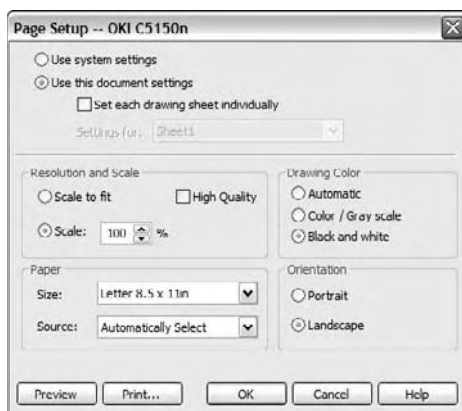 Page Setup -- OKI C5150n
Use system settings
Use this document settings
Set each drawing sheet individually
Settings for: Sheet1
Resolution and Scale
Scale to fit
High Quality
Scale: 100 %
Drawing Color
Automatic
Color / Gray scale
Black and white
Paper
Size: Letter 8.5 x 11in
Source: Automatically Select
Orientation
Portrait
Landscape
Preview Print... OK Cancel Help